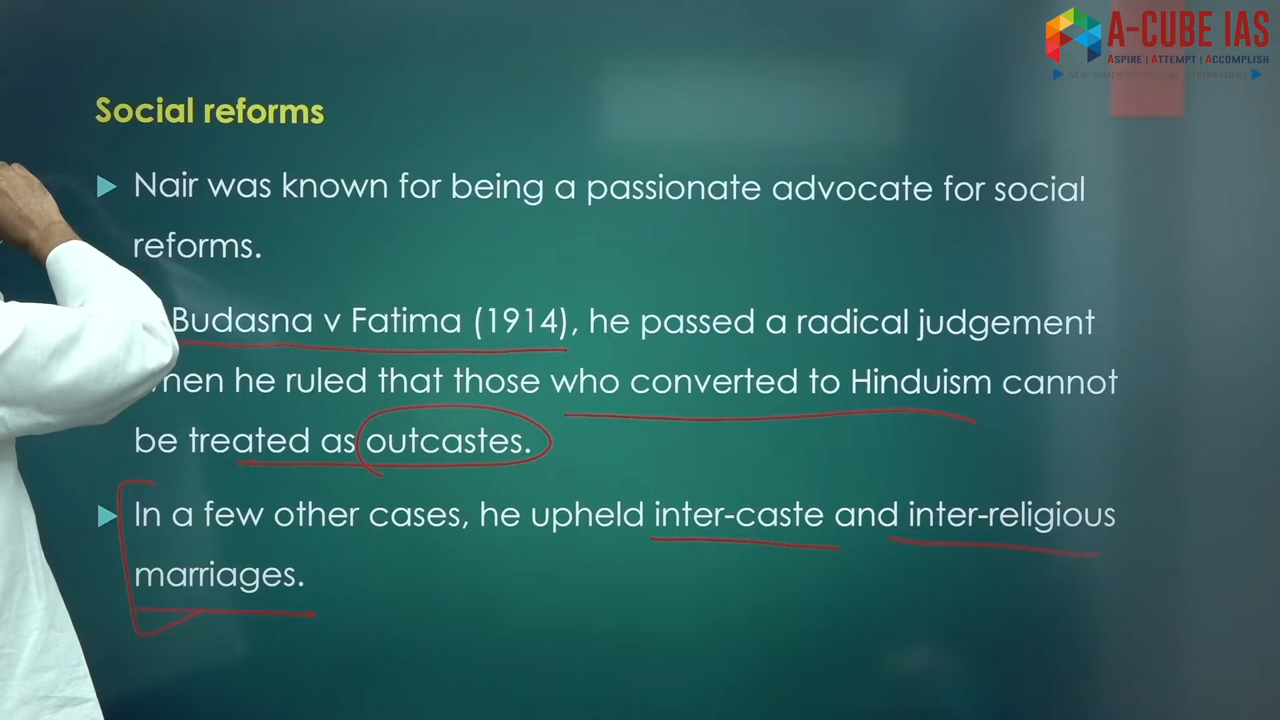 A-CUBE IAS
ASPIRE | ATTEMPT | ACCOMPLISH
Social reforms
Nair was known for being a passionate advocate for social
reforms.
Budasna v Fatima (1914), he passed a radical judgement
he ruled that those who converted to Hinduism cannot
be treated as outcastes.
In a few other cases, he upheld inter-caste and inter-religious
marriages.